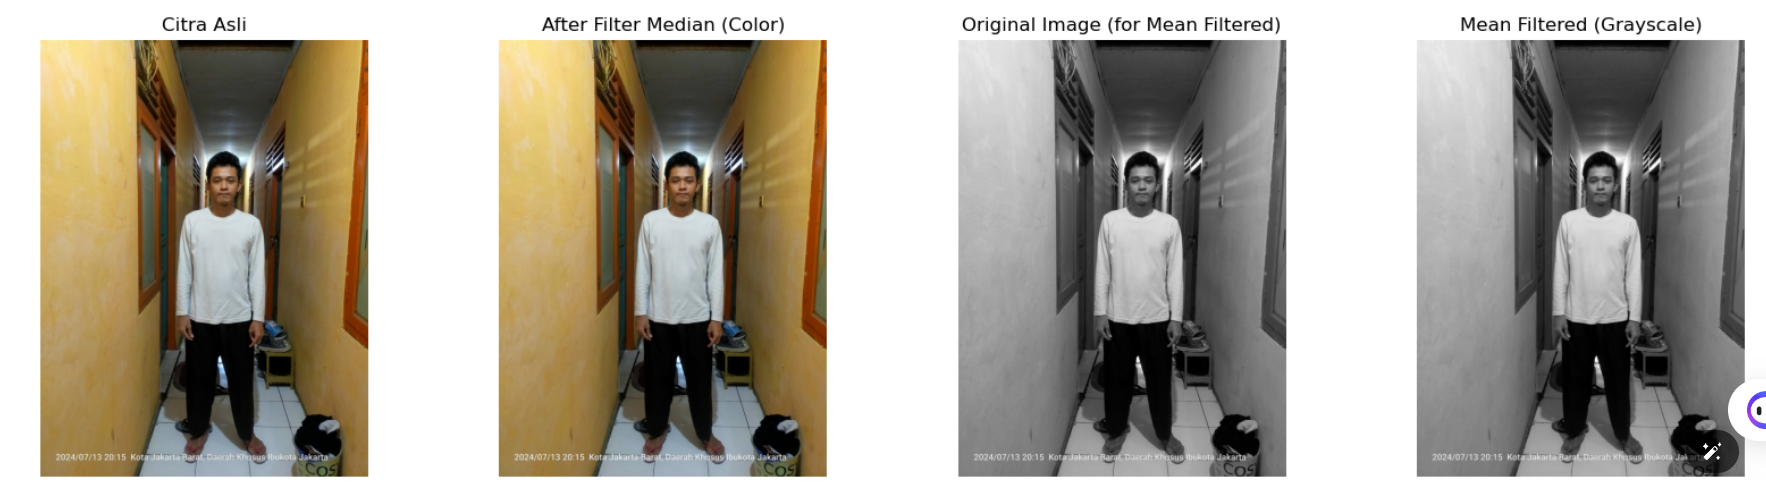 Citra Asli
After Filter Median (Color)
Original Image (for Mean Filtered)
Mean Filtered (Grayscale)
2024/07/13 20:15 Kota Jakarta Barat, Daerah Khusus Ibukota Jakarta
Cos
2024/07/13 20:15 Kota Jakarta Barat, Daerah Khusus Ibukota Jakarta
Cos
2024/07/13 20:15 Kota Jakarta Barat, Daerah Khusus Ibukota Jakarta
Cos
2024/07/13 20:15 Kota Jakarta Barat, Daerah Khusus Ibukota